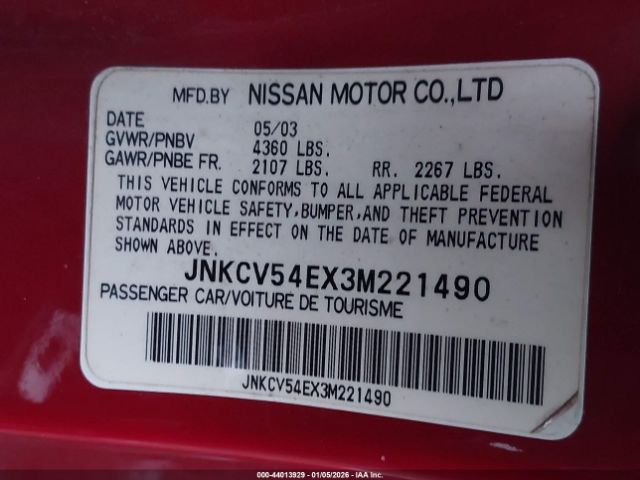 MFD.BY NISSAN MOTOR CO.,LTD
DATE 05/03
GVWR/PNBV 4360 LBS.
GAWR/PNBE FR. 2107 LBS. RR. 2267 LBS.
THIS VEHICLE CONFORMS TO ALL APPLICABLE FEDERAL
MOTOR VEHICLE SAFETY,BUMPER,AND THEFT PREVENTION
STANDARDS IN EFFECT ON THE DATE OF MANUFACTURE
SHOWN ABOVE.
JNKCV54EX3M221490
PASSENGER CAR/VOITURE DE TOURISME
JNKCV54EX3M221490
000-44013929 - 01/05/2026 - IAA Inc.